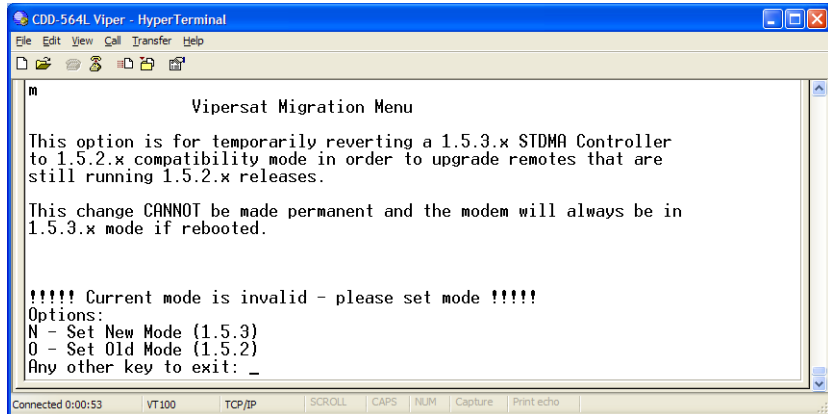 CDD-564L Viper - HyperTerminal
File Edit View Call Transfer Help
m
Vipersat Migration Menu
This option is for temporarily reverting a 1.5.3.x STDMA Controller
to 1.5.2.x compatibility mode in order to upgrade remotes that are
still running 1.5.2.x releases.
This change CANNOT be made permanent and the modem will always be in
1.5.3.x mode if rebooted.
!!!!! Current mode is invalid - please set mode !!!!!
Options:
N - Set New Mode (1.5.3)
O - Set Old Mode (1.5.2)
Any other key to exit: _
Connected 0:00:53 VT100 TCP/IP SCROLL CAPS NUM Capture Print echo